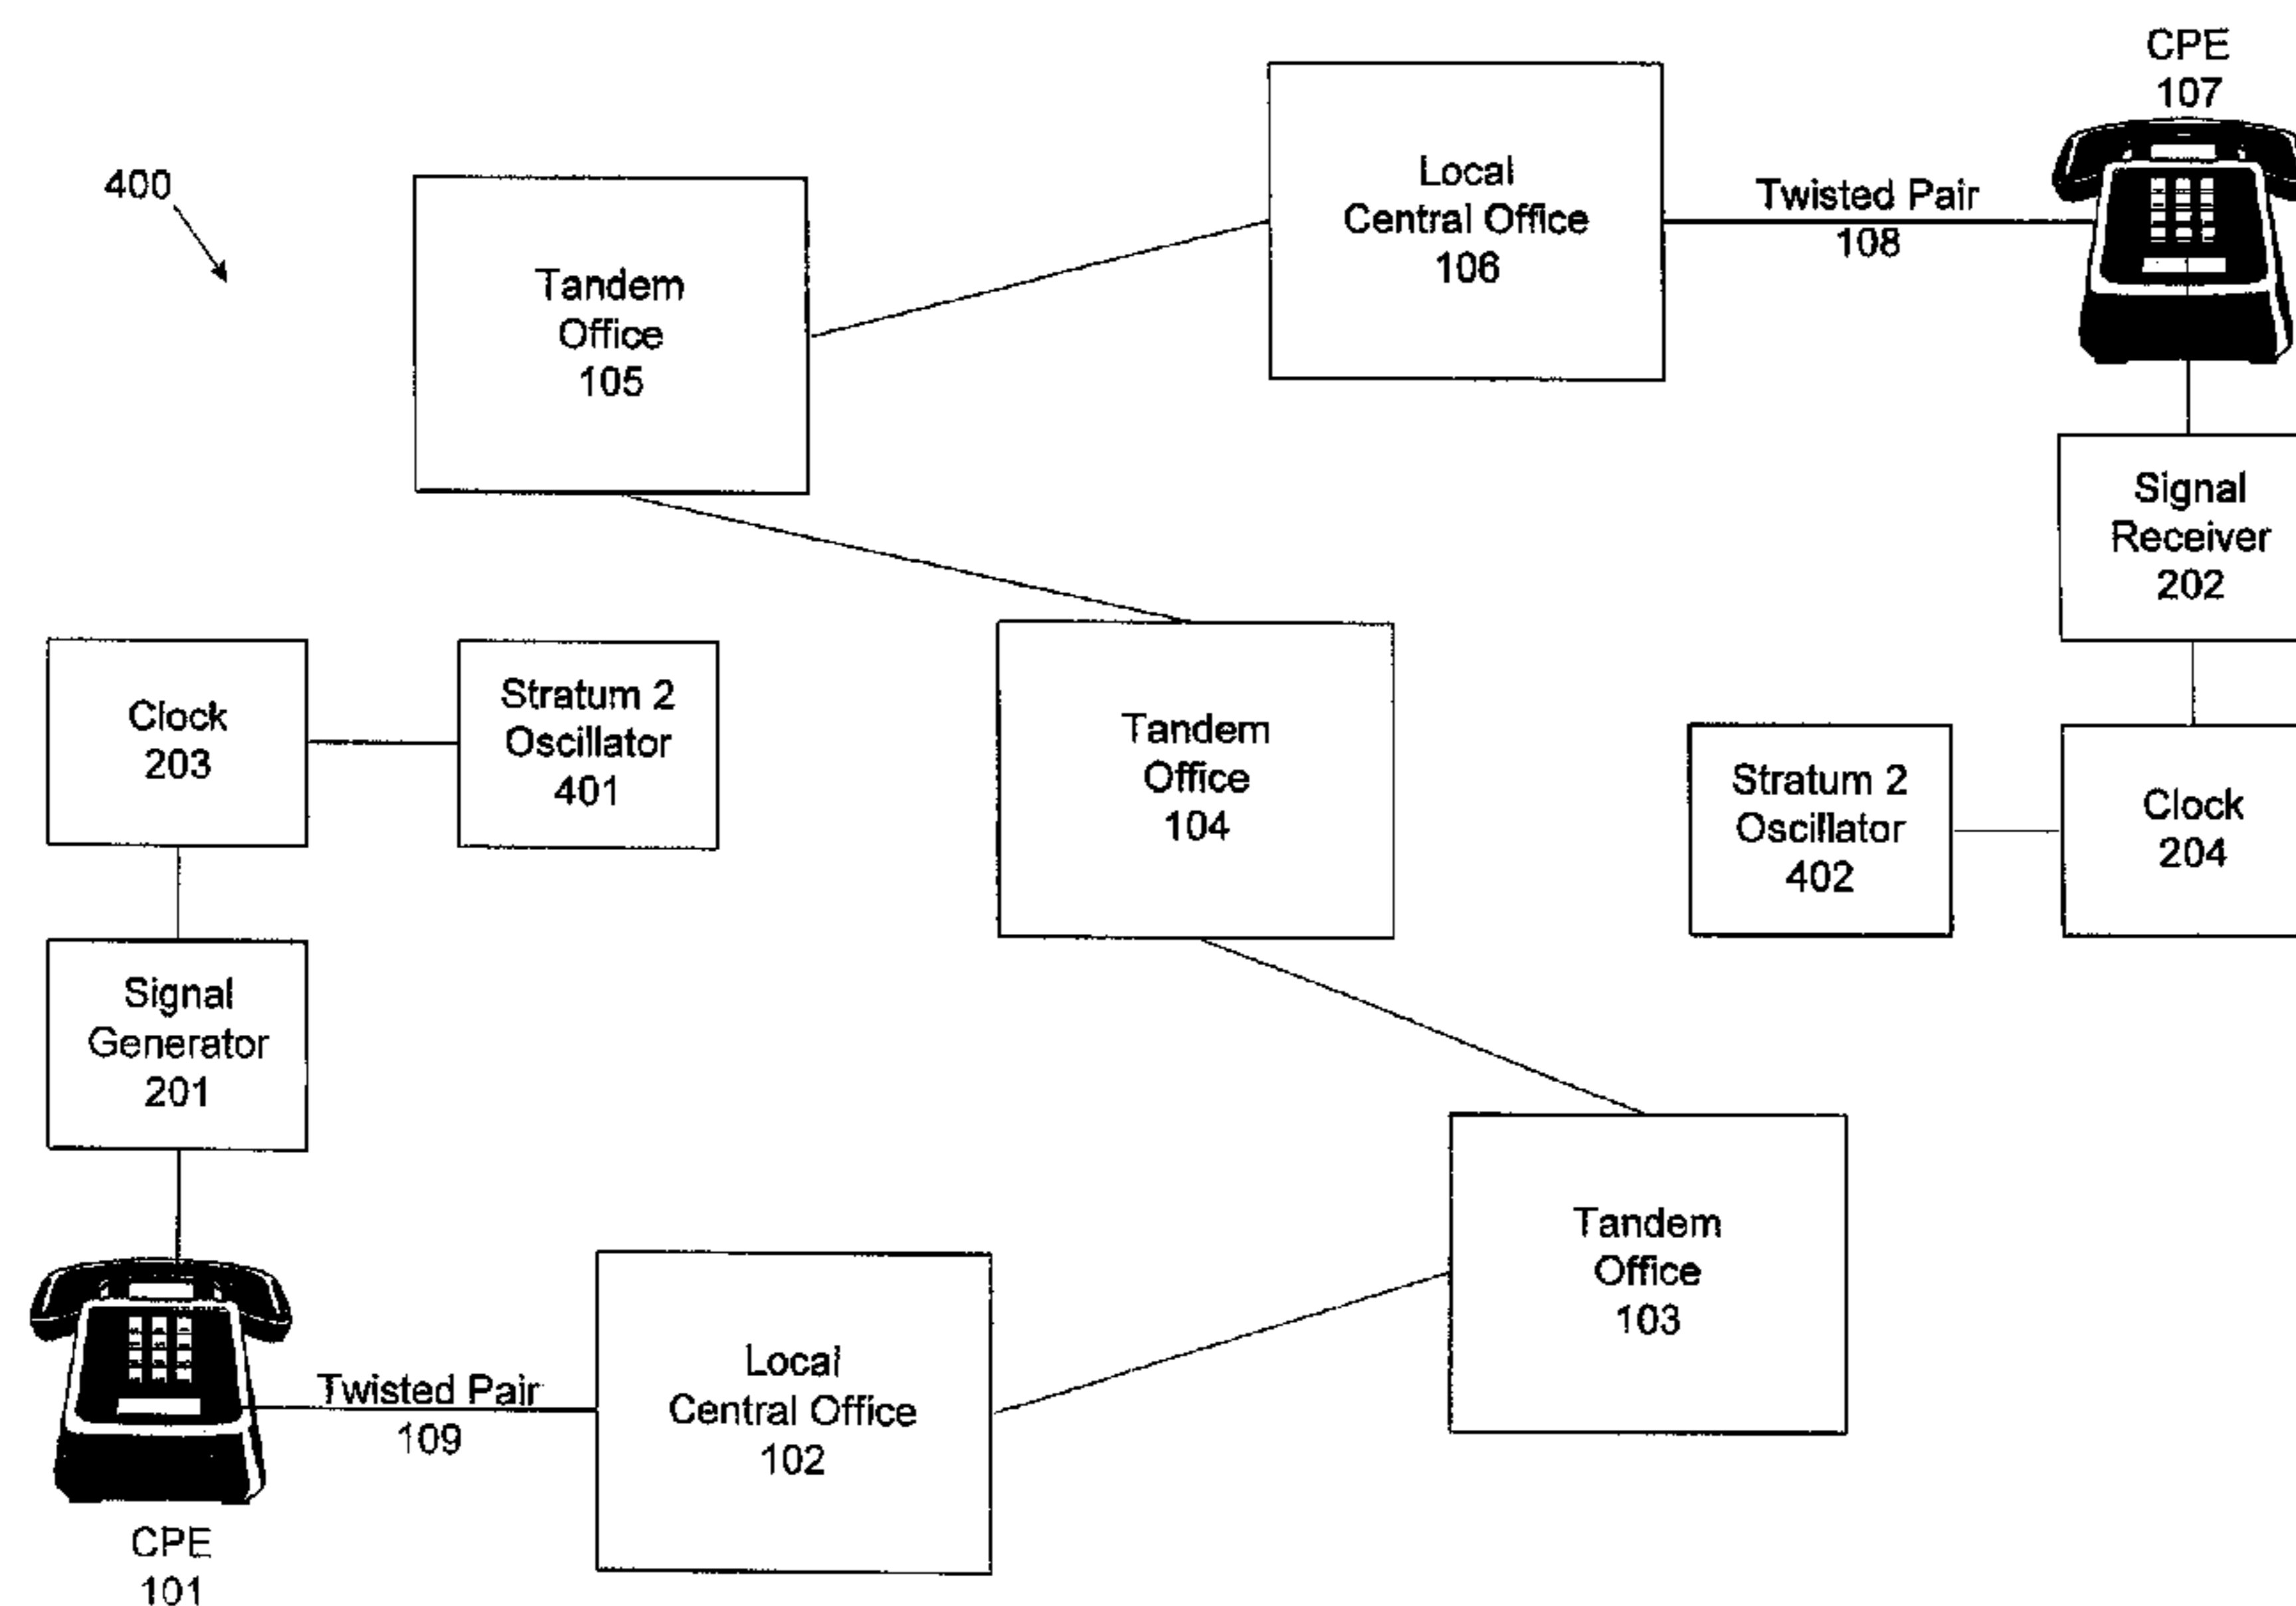 CPE
107
400
Local
Central Office
106
Twisted Pair
108
Tandem
Office
105
Signal
Receiver
202
Clock
203
Stratum 2
Oscillator
401
Tandem
Office
104
Stratum 2
Oscillator
402
Clock
204
Signal
Generator
201
Tandem
Office
103
Twisted Pair
109
Local
Central Office
102
CPE
101